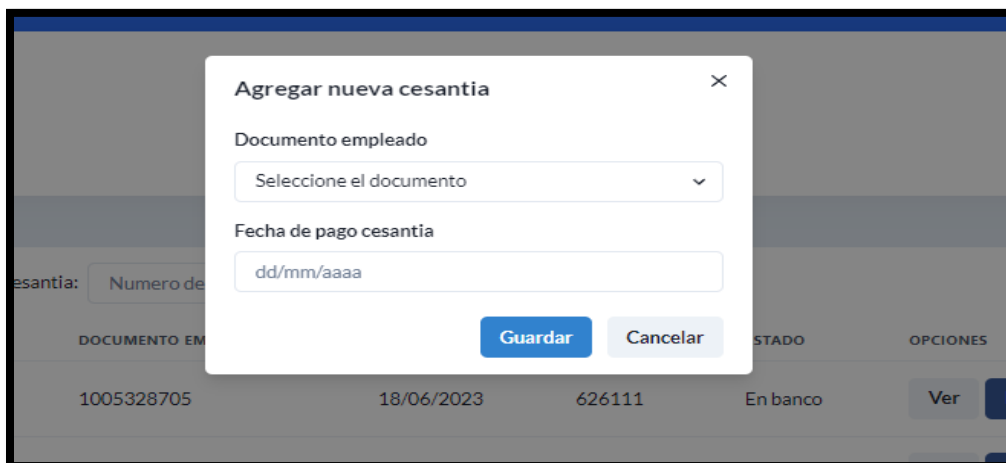 Agregar nueva cesantia
Documento empleado
Seleccione el documento
Fecha de pago cesantia
dd/mm/aaaa
Guardar Cancelar
esantia: Numero de
DOCUMENTO EM STADO OPCIONES
1005328705 18/06/2023 626111 En banco Ver